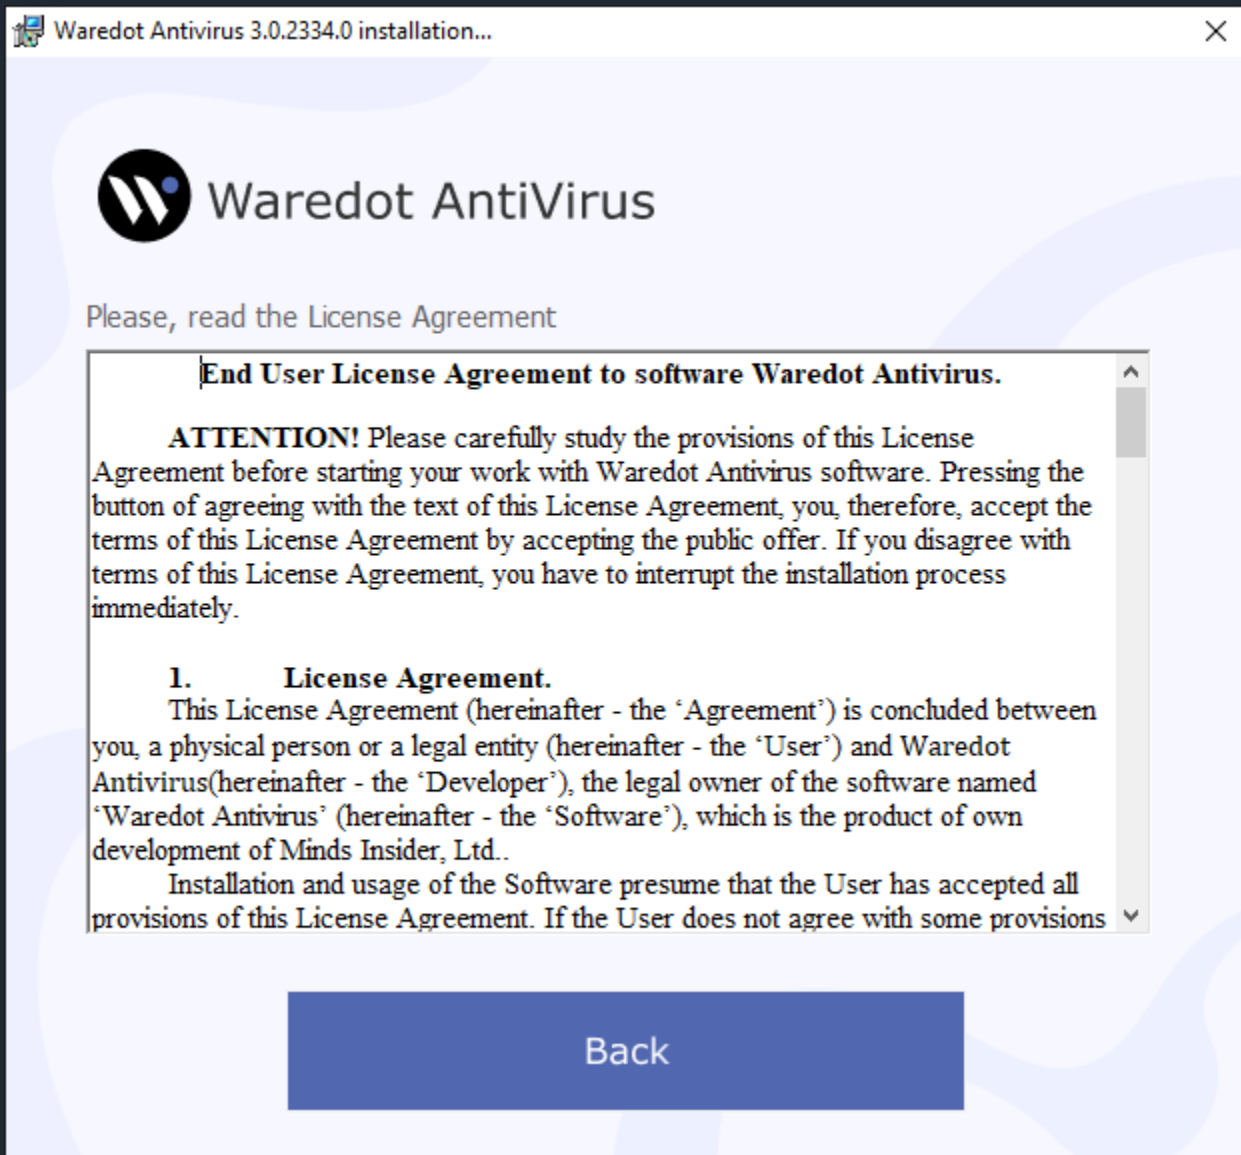 Waredot Antivirus 3.0.2334.0 installation...
Waredot AntiVirus
Please, read the License Agreement
End User License Agreement to software Waredot Antivirus.
ATTENTION! Please carefully study the provisions of this License
Agreement before starting your work with Waredot Antivirus software. Pressing the
button of agreeing with the text of this License Agreement, you, therefore, accept the
terms of this License Agreement by accepting the public offer. If you disagree with
terms of this License Agreement, you have to interrupt the installation process
immediately.
1. License Agreement.
This License Agreement (hereinafter - the ‘Agreement’) is concluded between
you, a physical person or a legal entity (hereinafter - the ‘User’) and Waredot
Antivirus(hereinafter - the ‘Developer’), the legal owner of the software named
‘Waredot Antivirus’ (hereinafter - the ‘Software’), which is the product of own
development of Minds Insider, Ltd..
Installation and usage of the Software presume that the User has accepted all
provisions of this License Agreement. If the User does not agree with some provisions
Back